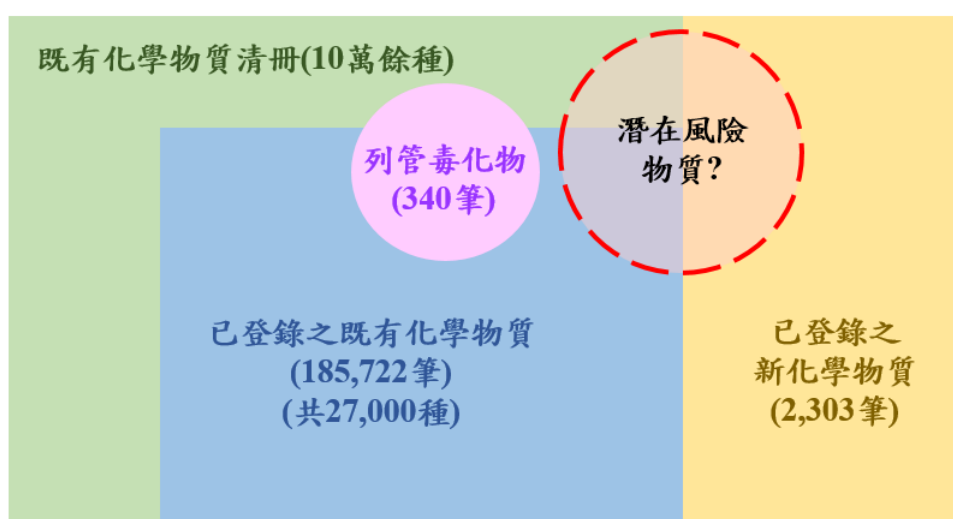 既有化學物質清冊(10萬餘種)
潛在風險
物質?
列管毒化物
(340筆)
已登錄之既有化學物質
(185,722筆)
(共27,000種)
已登錄之
新化學物質
(2,303筆)